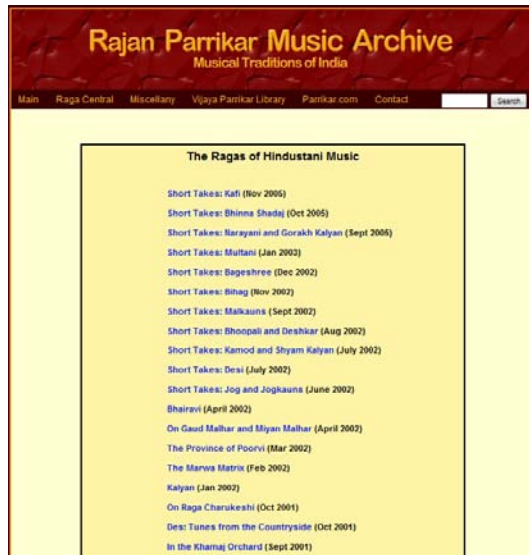 Rajan Parrikar Music Archive
Musical Traditions of India
Main Raga Central Miscellany Vijaya Parrikar Library Parrikar.com Contact Search
The Ragas of Hindustani Music
Short Takes: Kafi (Nov 2005)
Short Takes: Bhinna Shadaj (Oct 2005)
Short Takes: Narayani and Gorakh Kalyan (Sept 2005)
Short Takes: Multani (Jan 2003)
Short Takes: Bageshree (Dec 2002)
Short Takes: Bihag (Nov 2002)
Short Takes: Malkauns (Sept 2002)
Short Takes: Bhoopali and Deshkar (Aug 2002)
Short Takes: Kamod and Shyam Kalyan (July 2002)
Short Takes: Desi (July 2002)
Short Takes: Jog and Jogkauns (June 2002)
Bhairavi (April 2002)
On Gaud Malhar and Miyan Malhar (April 2002)
The Province of Poorvi (Mar 2002)
The Marwa Matrix (Feb 2002)
Kalyan (Jan 2002)
On Raga Charukeshi (Oct 2001)
Des: Tunes from the Countryside (Oct 2001)
In the Khamaj Orchard (Sept 2001)